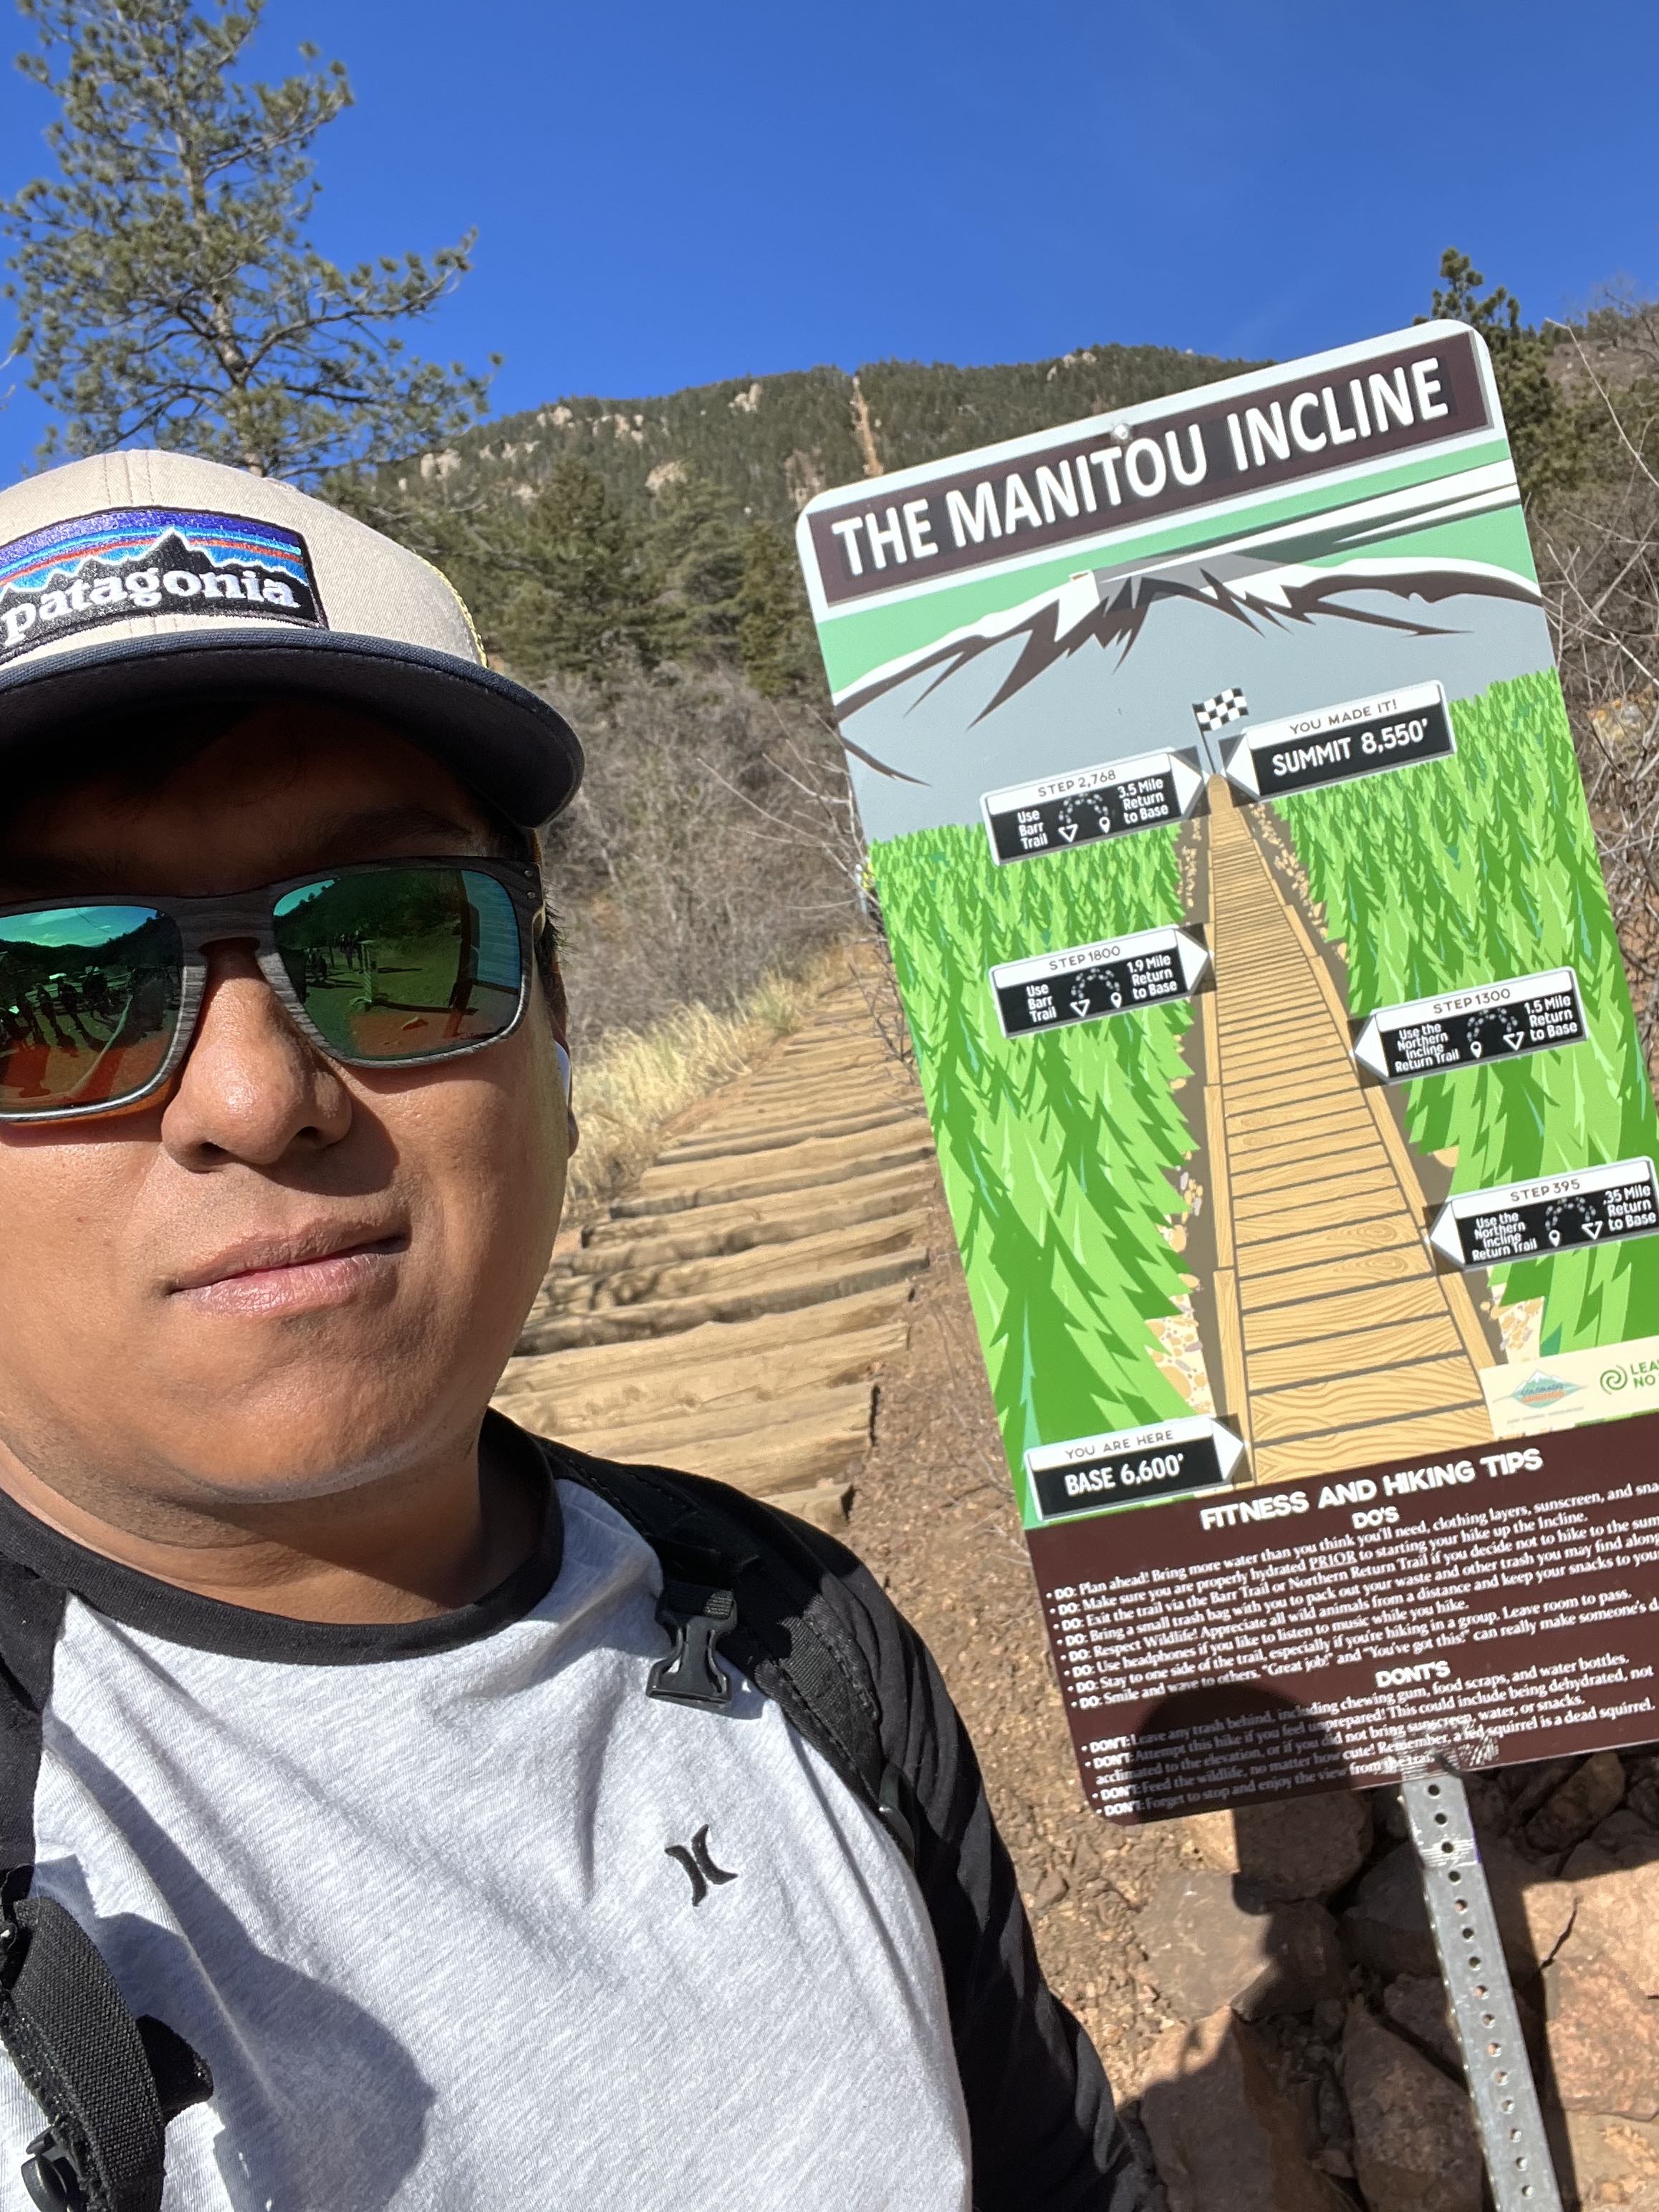 patagonia
THE MANITOU INCLINE
YOU MADE IT!
SUMMIT 8,550'
STEP 2,768
Use
Barr
Trail
3.5 Mile
Return
to Base
STEP 1800
Use
Barr
Trail
1.9 Mile
Return
to Base
STEP 1300
Use the
Northern
Incline
Return Trail
1.5 Mile
Return
to Base
STEP 395
Use the
Northern
Incline
Return Trail
.35 Mile
Return
to Base
COLORADO
LEA
NO
YOU ARE HERE
BASE 6,600'
FITNESS AND HIKING TIPS
DO'S
• DO: Plan ahead! Bring more water than you think you'll need, clothing layers, sunscreen, and sna
• DO: Make sure you are properly hydrated PRIOR to starting your hike up the Incline.
• DO: Exit the trail via the Barr Trail or Northern Return Trail if you decide not to hike to the sum
• DO: Bring a small trash bag with you to pack out your waste and other trash you may find along
• DO: Respect Wildlife! Appreciate all wild animals from a distance and keep your snacks to your
• DO: Use headphones if you like to listen to music while you hike.
• DO: Stay to one side of the trail, especially if you're hiking in a group. Leave room to pass.
• DO: Smile and wave to others. "Great job!" and "You've got this!" can really make someone's d
DONT'S
• DON'T: Leave any trash behind, including chewing gum, food scraps, and water bottles.
• DON'T: Attempt this hike if you feel unprepared! This could include being dehydrated, not
acclimated to the elevation, or if you did not bring sunscreen, water, or snacks.
• DON'T: Feed the wildlife, no matter how cute! Remember, a fed squirrel is a dead squirrel.
• DON'T: Forget to stop and enjoy the view from the trail